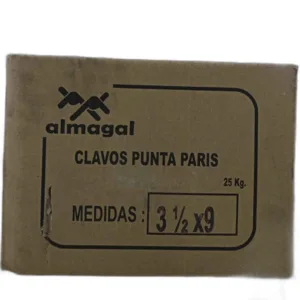 almagal
CLAVOS PUNTA PARIS
25 Kg.
MEDIDAS : 3 ½ x9